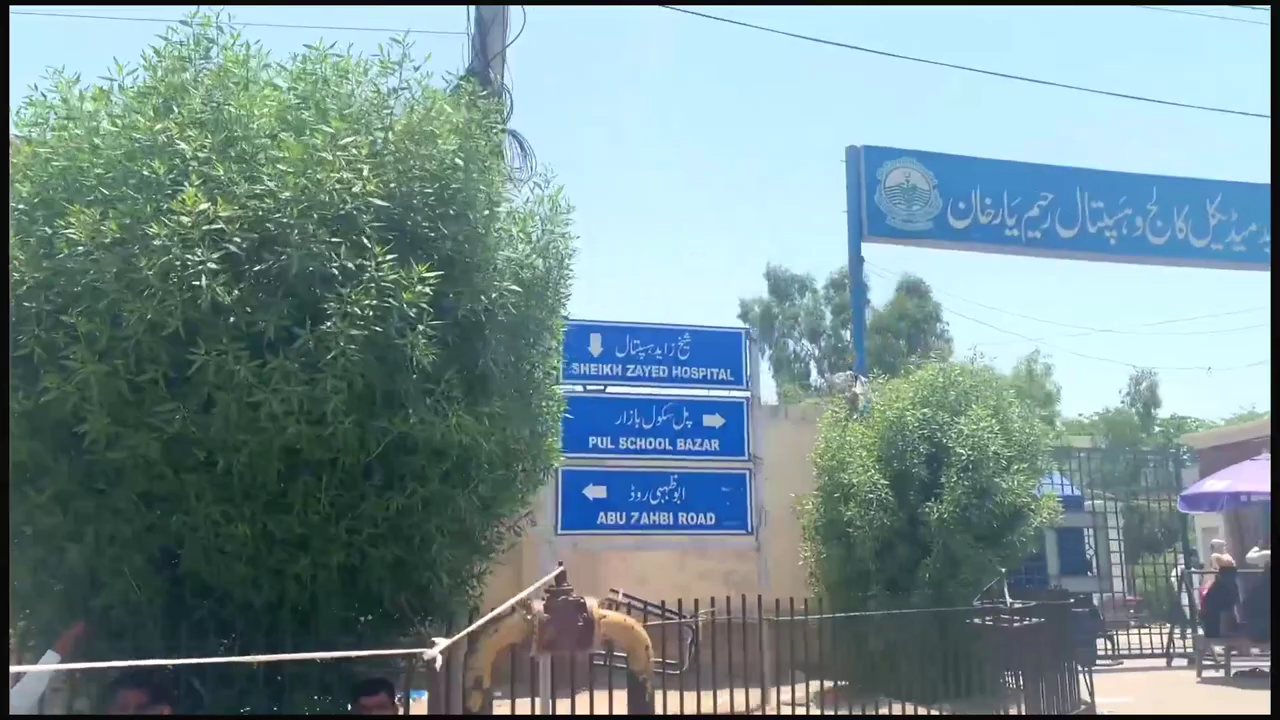 میڈیکل کالج و ہسپتال رحیم یار خان
شیخ زاید ہسپتال
SHEIKH ZAYED HOSPITAL
پل سکول بازار
PUL SCHOOL BAZAR
ابوظہبی روڈ
ABU ZAHBI ROAD